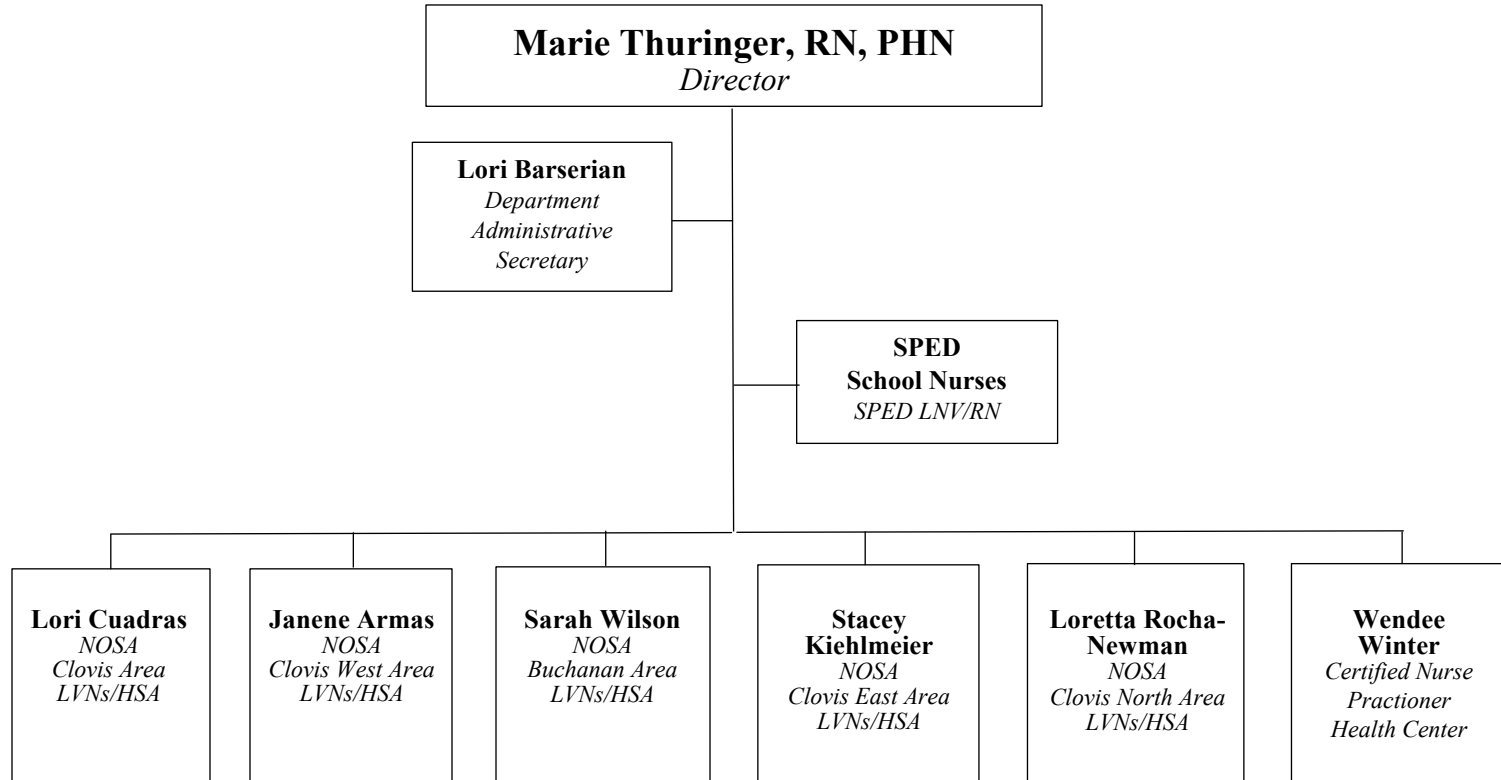 Marie Thuringer, RN, PHN
Director
Lori Barserian
Department
Administrative
Secretary
SPED
School Nurses
SPED LNV/RN
Lori Cuadras
NOSA
Clovis Area
LVNs/HSA
Janene Armas
NOSA
Clovis West Area
LVNs/HSA
Sarah Wilson
NOSA
Buchanan Area
LVNs/HSA
Stacey
Kiehlmeier
NOSA
Clovis East Area
LVNs/HSA
Loretta Rocha-
Newman
NOSA
Clovis North Area
LVNs/HSA
Wendee
Winter
Certified Nurse
Practioner
Health Center